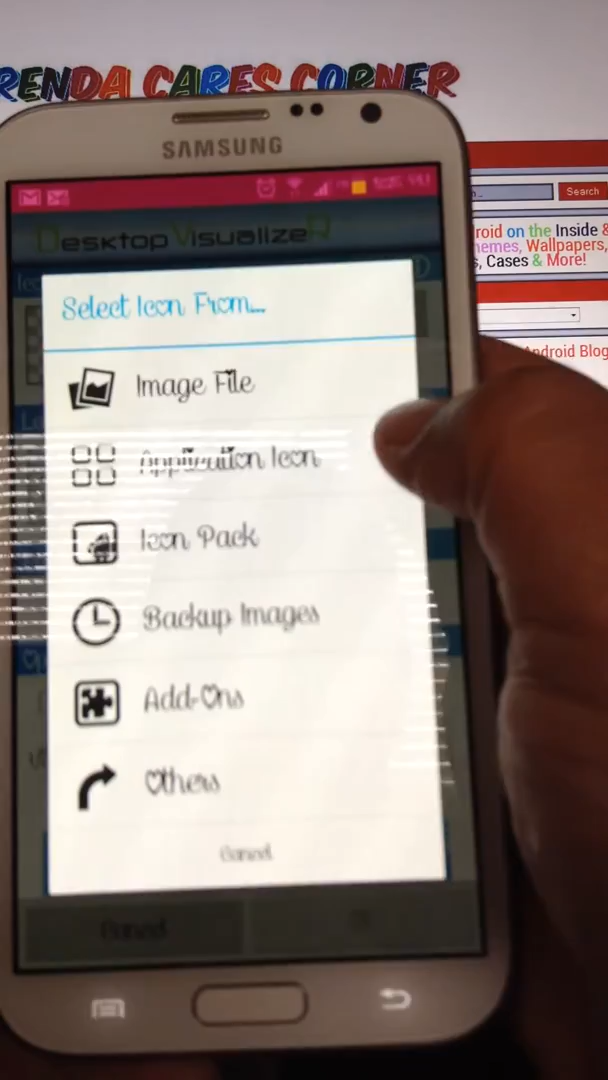 RENDA CARES CORNER
SAMSUNG
Desktop VisualizeR
Search
roid on the Inside &
hemes, Wallpapers,
s, Cases & More!
Android Blog
Select Icon From...
Image File
Application Icon
Icon Pack
Backup Images
Add-Ons
Others
Cancel
Cancel